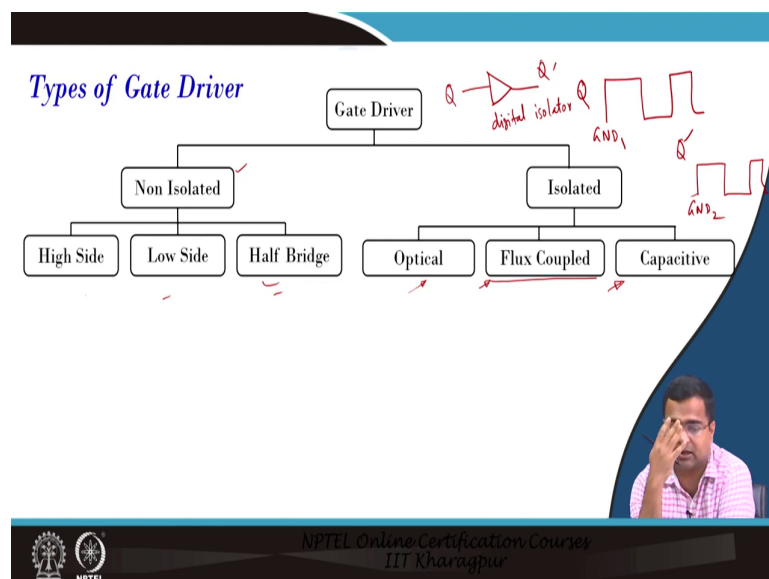 Types of Gate Driver
Q Q'
digital isolator
Q
GND1
Q'
GND2
Gate Driver
Non Isolated
Isolated
High Side
Low Side
Half Bridge
Optical
Flux Coupled
Capacitive
NPTEL Online Certification Courses
IIT Kharagpur
NPTEL